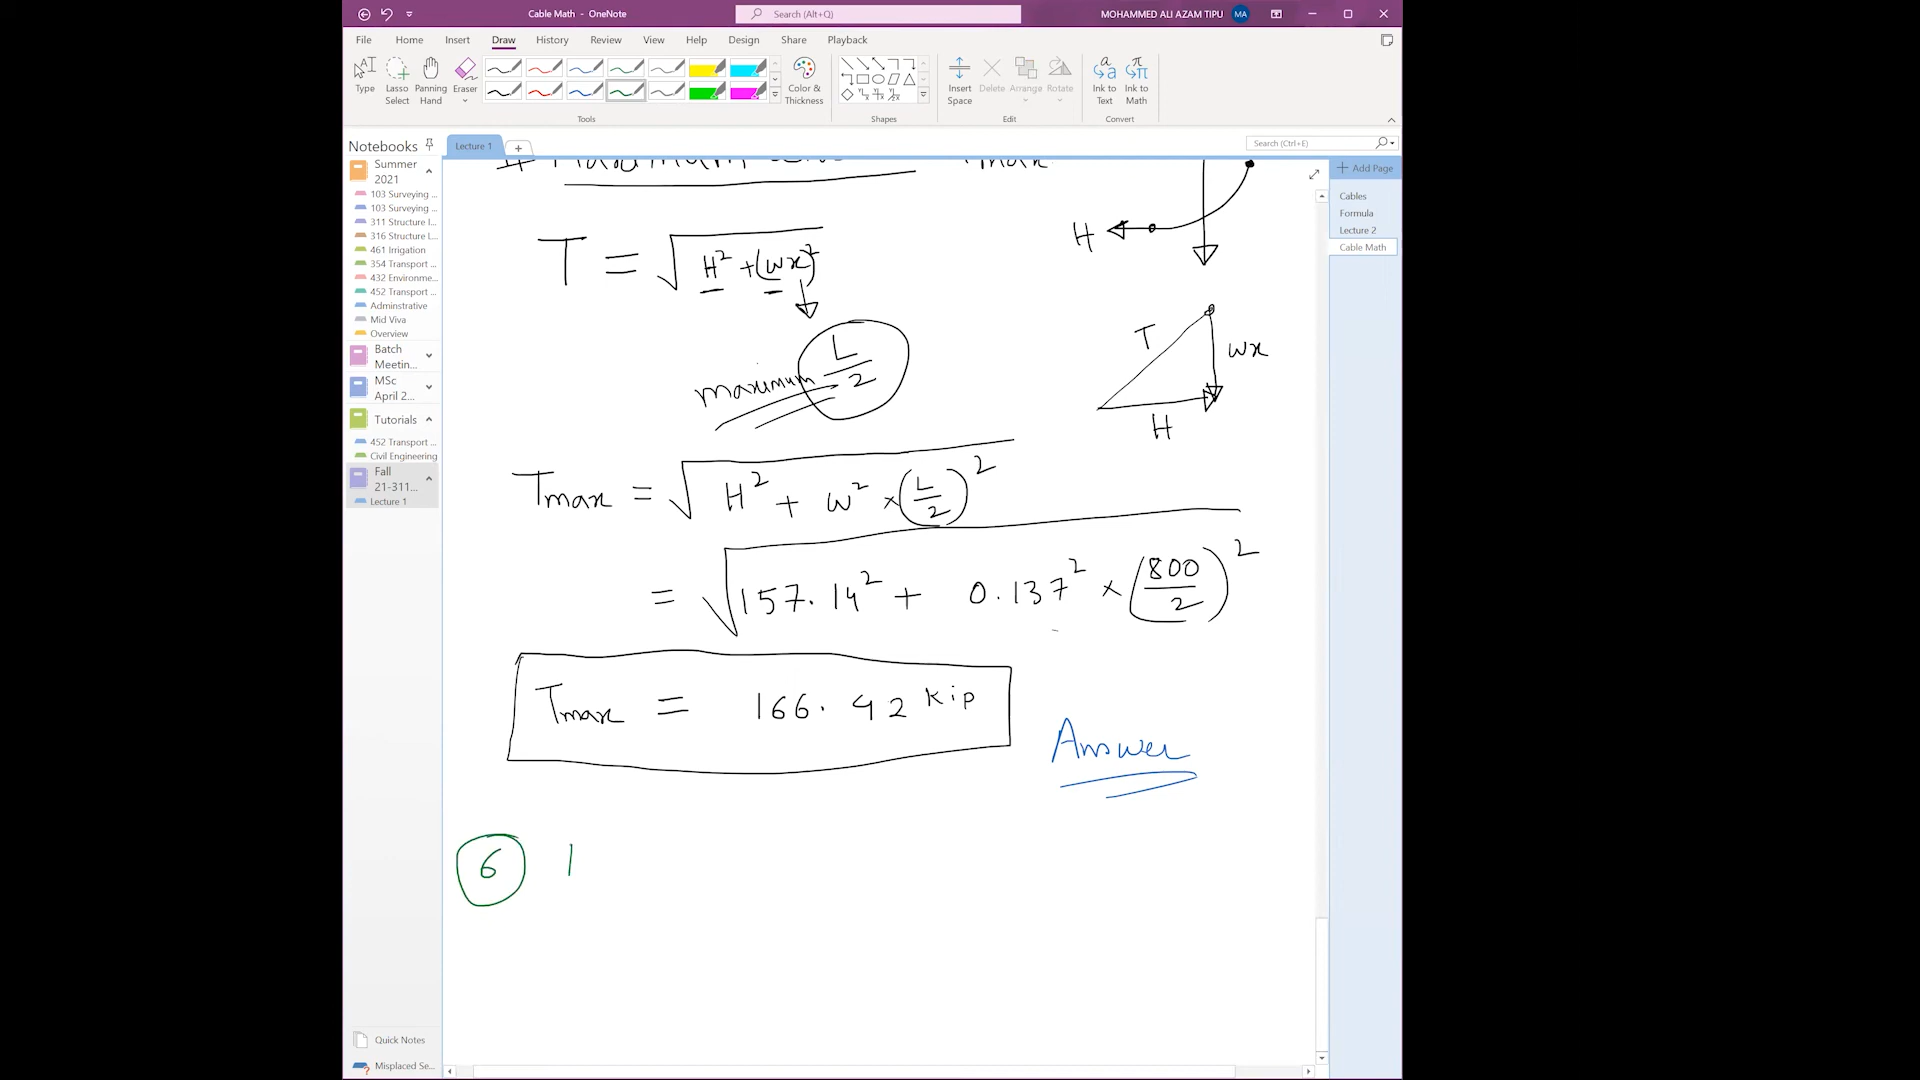 Cable Math - OneNote
Search (Alt+Q)
MOHAMMED ALI AZAM TIPU
MA
File Home Insert Draw History Review View Help Design Share Playback
Type
Lasso Select
Panning Hand
Eraser
Color & Thickness
Insert Space
Delete
Arrange
Rotate
Ink to Text
Ink to Math
Tools
Shapes
Edit
Convert
Notebooks
Lecture 1
Search (Ctrl+E)
Summer 2021
103 Surveying ...
103 Surveying ...
311 Structure I...
316 Structure L...
461 Irrigation
354 Transport ...
432 Environme...
452 Transport ...
Adminstrative
Mid Viva
Overview
Batch Meetin...
MSc April 2...
Tutorials
452 Transport ...
Civil Engineering
Fall 21-311...
Lecture 1
Quick Notes
Misplaced Se...
Add Page
Cables
Formula
Lecture 2
Cable Math
Tmax
H
T = √(H² + (wx)²)
maximum L/2
T
wx
H
Tmax = √(H² + w² × (L/2)²)
= √(157.14² + 0.137² × (800/2)²)
Tmax = 166.42 kip
Answer
6